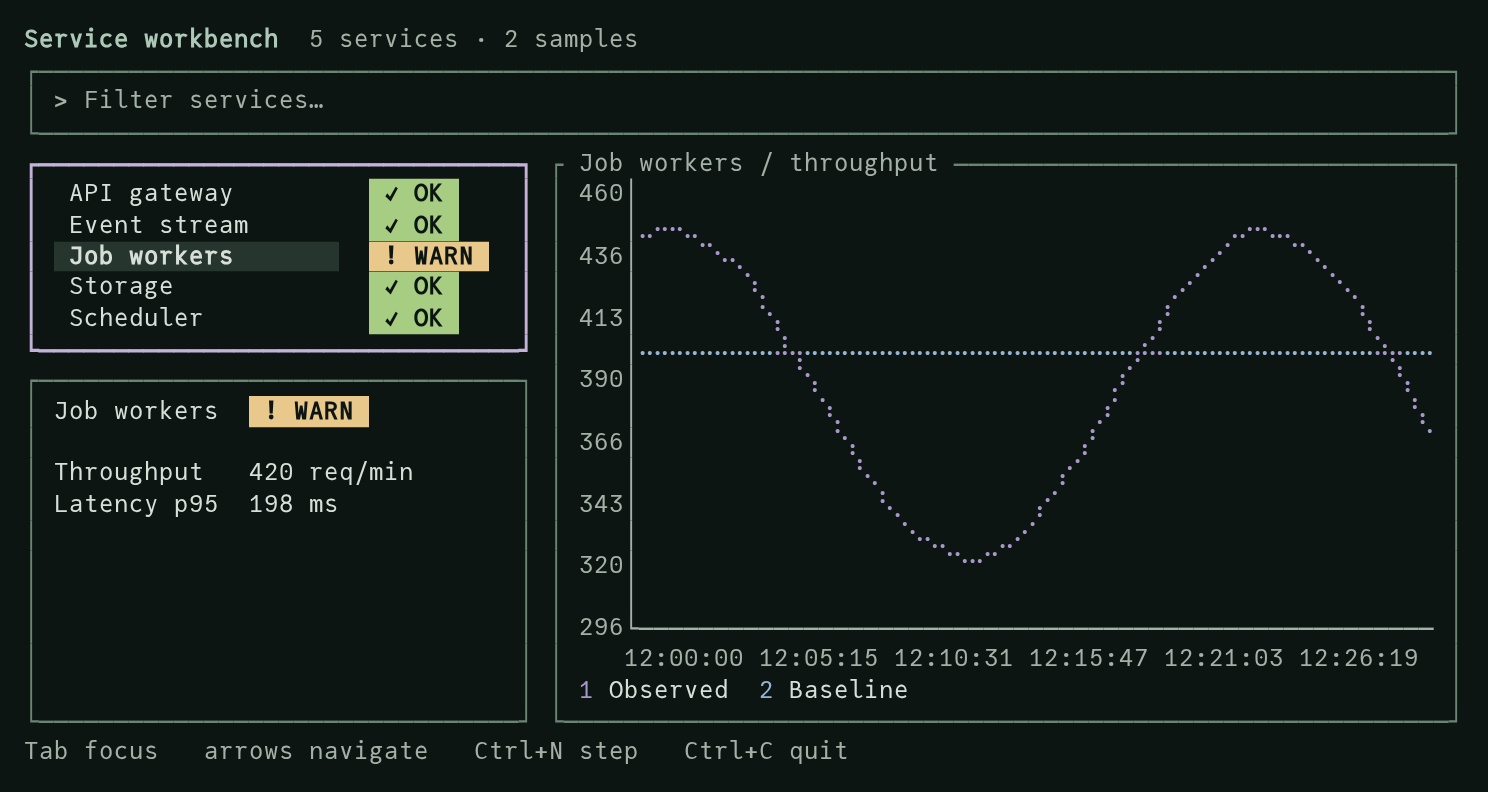 Service workbench  5 services · 2 samples
> Filter services…
API gateway ✓ OK
Event stream ✓ OK
Job workers ! WARN
Storage ✓ OK
Scheduler ✓ OK
Job workers ! WARN
Throughput 420 req/min
Latency p95 198 ms
Job workers / throughput
460
436
413
390
366
343
320
296
12:00:00 12:05:15 12:10:31 12:15:47 12:21:03 12:26:19
1 Observed 2 Baseline
Tab focus  arrows navigate  Ctrl+N step  Ctrl+C quit